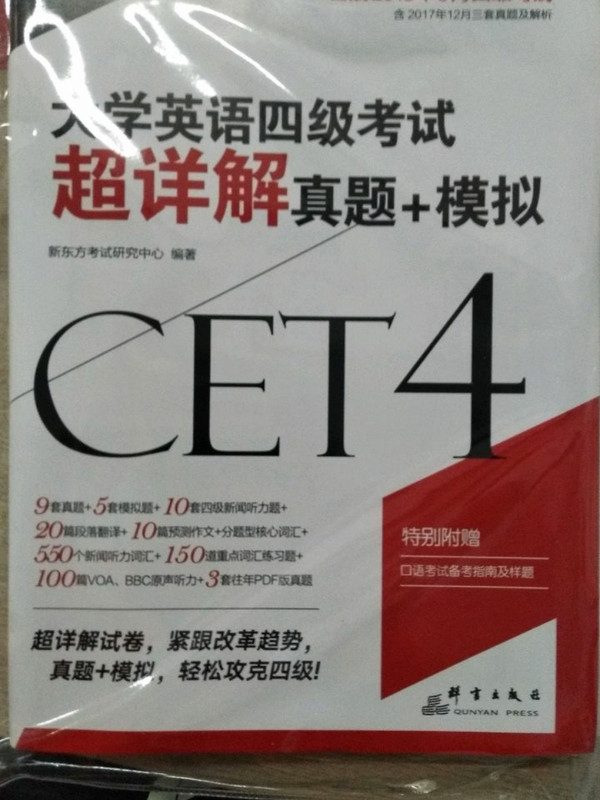 含 2017年12月三套真题及解析
大学英语四级考试
超详解真题+模拟
新东方考试研究中心 编著
CET4
9套真题+5套模拟题+10套四级新闻听力题+
20篇段落翻译+10篇预测作文+分题型核心词汇+
550个新闻听力词汇+150道重点词汇练习题+
100篇VOA、BBC原声听力+3套往年PDF版真题
特别附赠
口语考试备考指南及样题
超详解试卷，紧跟改革趋势，
真题+模拟，轻松攻克四级!
群言出版社
QUNYAN PRESS